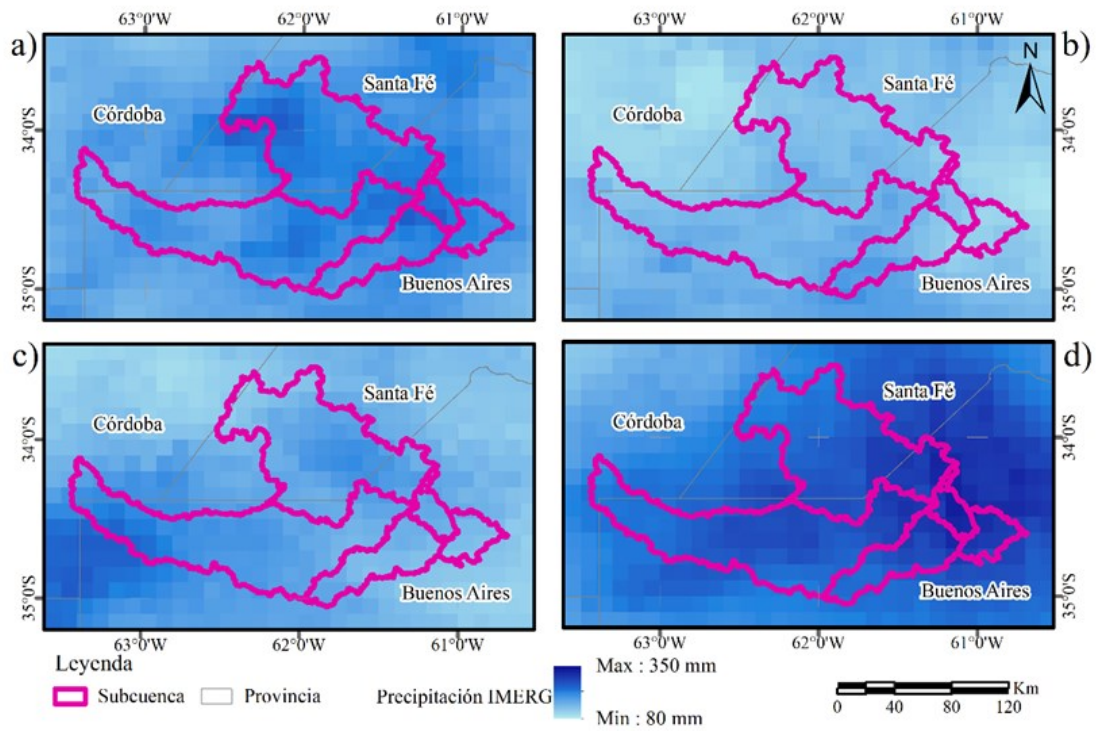 63°0'W 62°0'W 61°0'W 63°0'W 62°0'W 61°0'W
a)
Santa Fé
Córdoba
Buenos Aires
34°0'S
35°0'S
b)
N
Santa Fé
Córdoba
Buenos Aires
34°0'S
35°0'S
c)
Santa Fé
Córdoba
Buenos Aires
34°0'S
35°0'S
d)
Santa Fé
Córdoba
Buenos Aires
34°0'S
35°0'S
63°0'W 62°0'W 61°0'W 63°0'W 62°0'W 61°0'W
Leyenda
Subcuenca Provincia Precipitación IMERG
Max : 350 mm
Min : 80 mm
Km
0 40 80 120